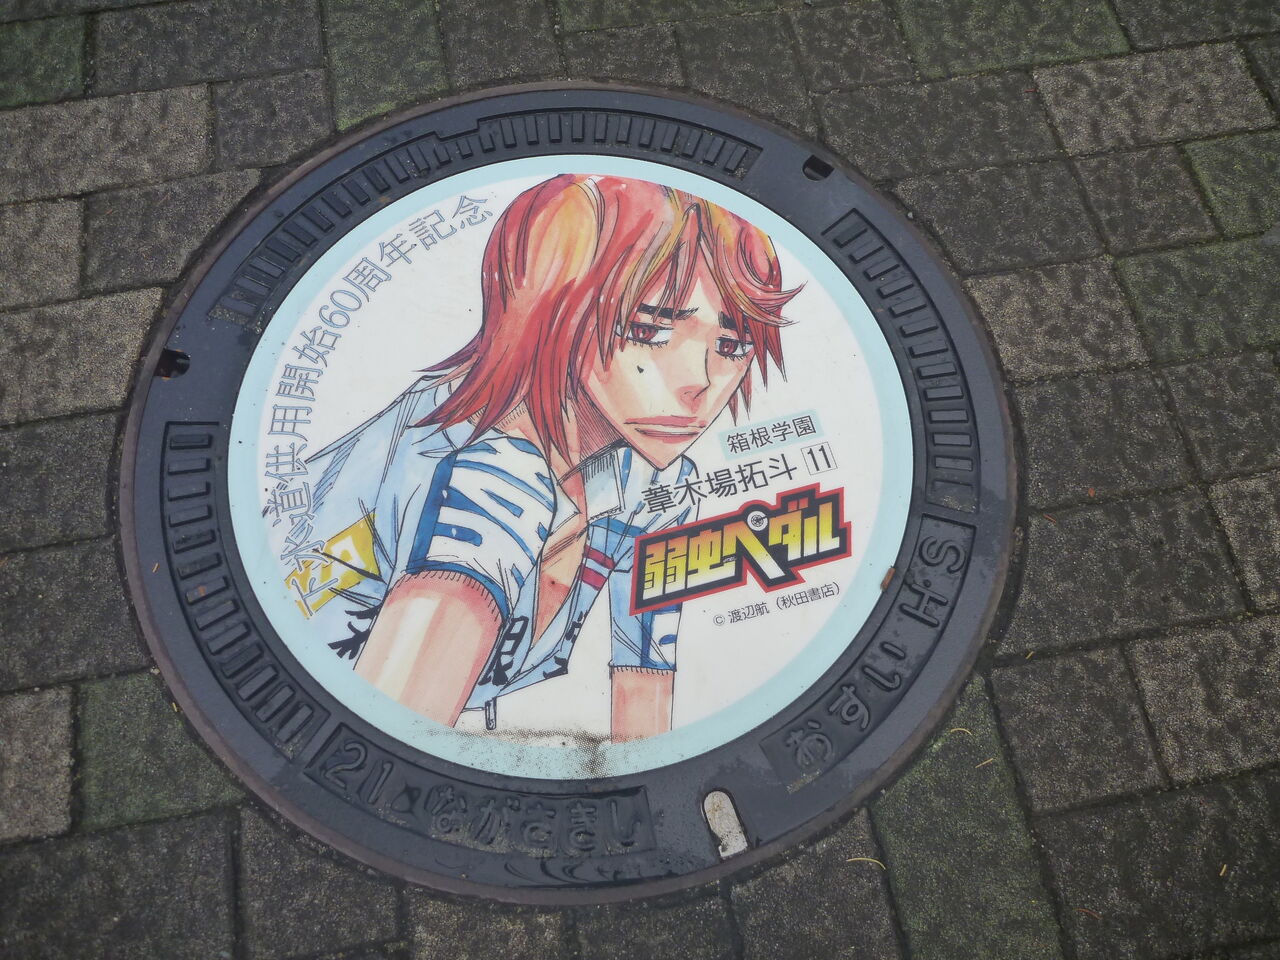 下水道供用開始60周年記念
箱根学園
葦木場拓斗 11
弱虫ペダル
© 渡辺航（秋田書店）
S・H
おすい
21 ながさきし